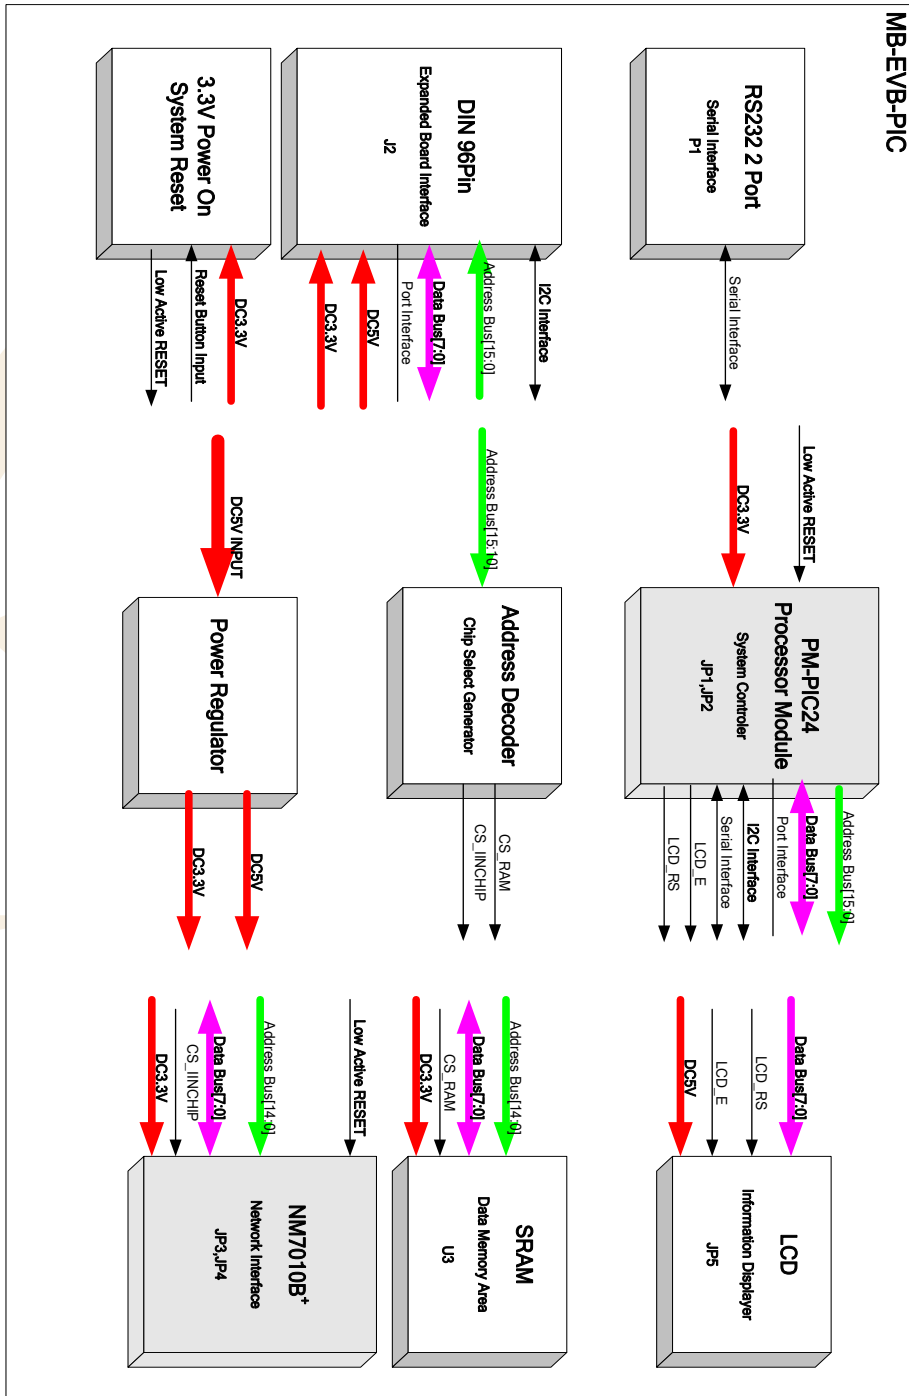 MB-EVB-PIC
RS232 2 Port
Serial Interface
P1
Serial Interface
Low Active RESET
DC3.3V
PM-PIC24
Processor Module
System Controler
JP1,JP2
Address Bus[15:0]
Data Bus[7:0]
Port Interface
I2C Interface
Serial Interface
LCD_E
LCD_RS
Data Bus[7:0]
LCD_RS
LCD_E
DC5V
LCD
Information Displayer
JP5
DIN 96Pin
Expanded Board Interface
J2
I2C Interface
Address Bus[15:0]
Data Bus[7:0]
Port Interface
DC5V
DC3.3V
Address Bus[15:10]
Address Decoder
Chip Select Generator
CS_RAM
CS_IINCHIP
Address Bus[14:0]
Data Bus[7:0]
CS_RAM
DC3.3V
SRAM
Data Memory Area
U3
3.3V Power On
System Reset
DC3.3V
Reset Button Input
Low Active RESET
DC5V INPUT
Power Regulator
DC5V
DC3.3V
Low Active RESET
Address Bus[14:0]
Data Bus[7:0]
CS_IINCHIP
DC3.3V
NM7010B+
Network Interface
JP3,JP4